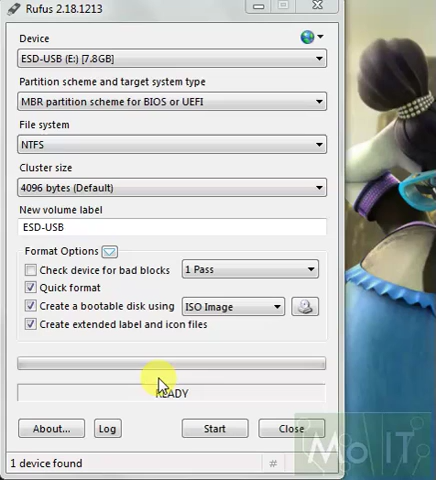 Rufus 2.18.1213
Device
ESD-USB (E:) [7.8GB]
Partition scheme and target system type
MBR partition scheme for BIOS or UEFI
File system
NTFS
Cluster size
4096 bytes (Default)
New volume label
ESD-USB
Format Options
Check device for bad blocks 1 Pass
Quick format
Create a bootable disk using ISO Image
Create extended label and icon files
READY
About... Log Start Close
1 device found #
Mo IT